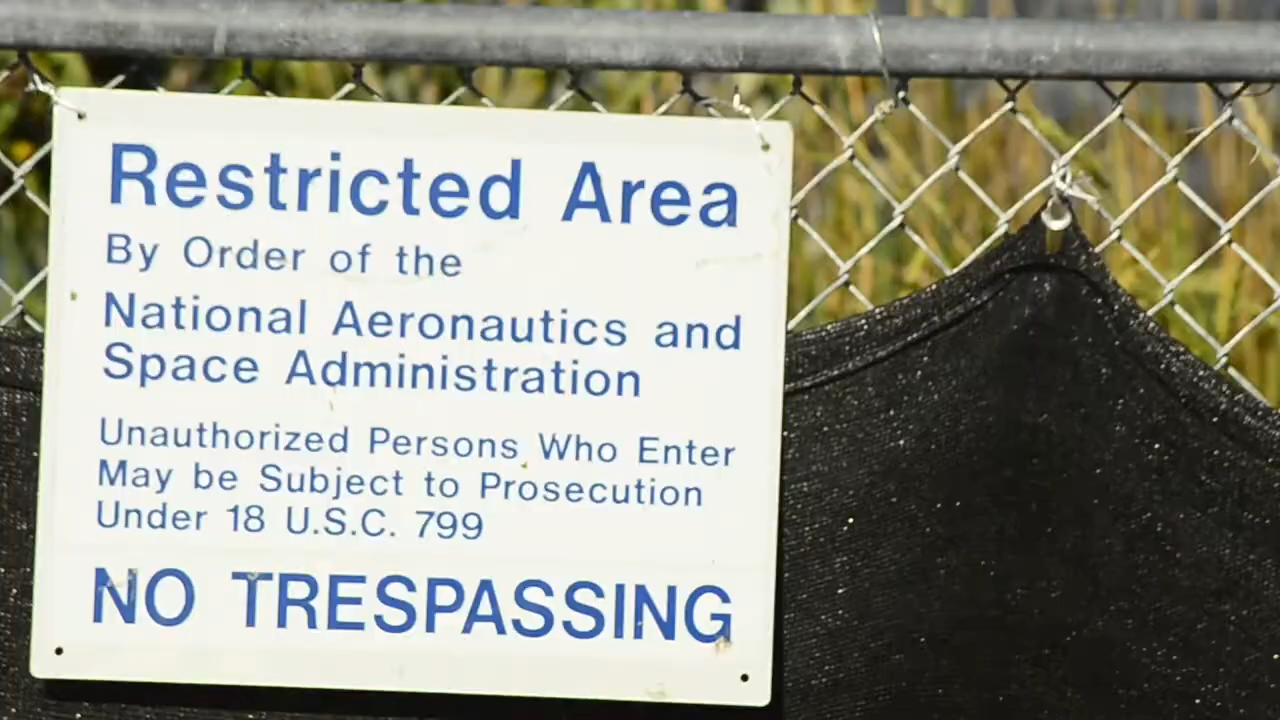 Restricted Area
By Order of the
National Aeronautics and
Space Administration
Unauthorized Persons Who Enter
May be Subject to Prosecution
Under 18 U.S.C. 799
NO TRESPASSING